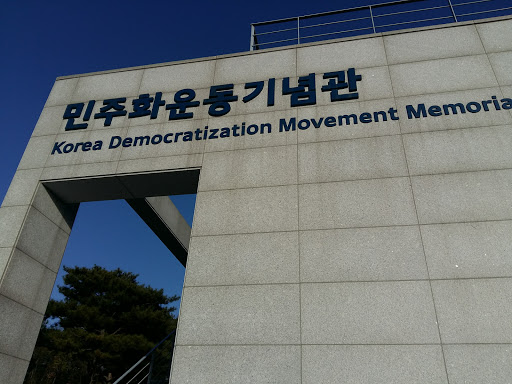 민주화운동기념관
Korea Democratization Movement Memoria